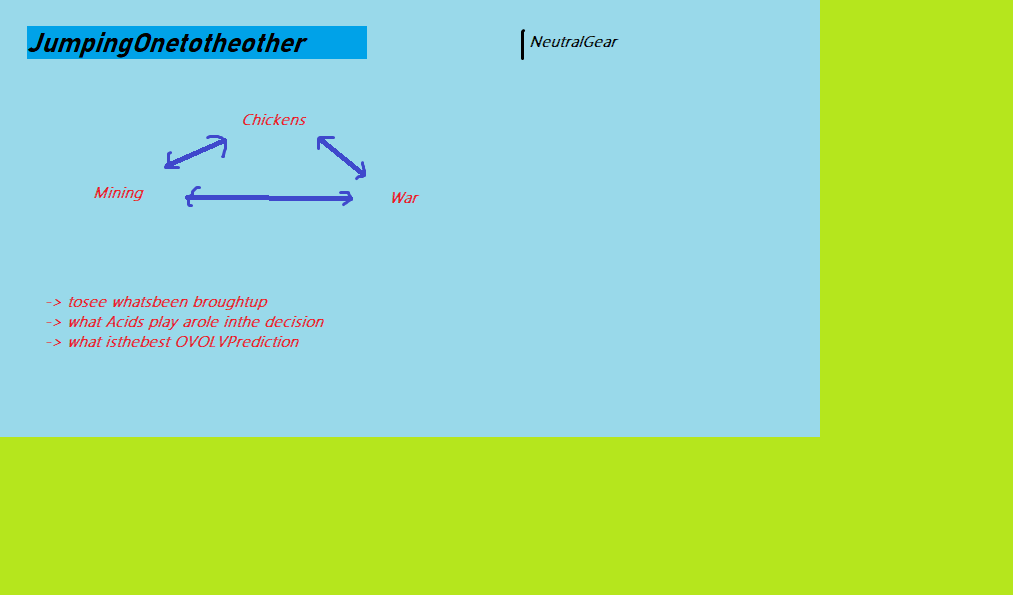 JumpingOnetotheother
NeutralGear
Chickens
Mining
War
-> tosee whatsbeen broughtup
-> what Acids play arole inthe decision
-> what isthebest OVOLVPrediction